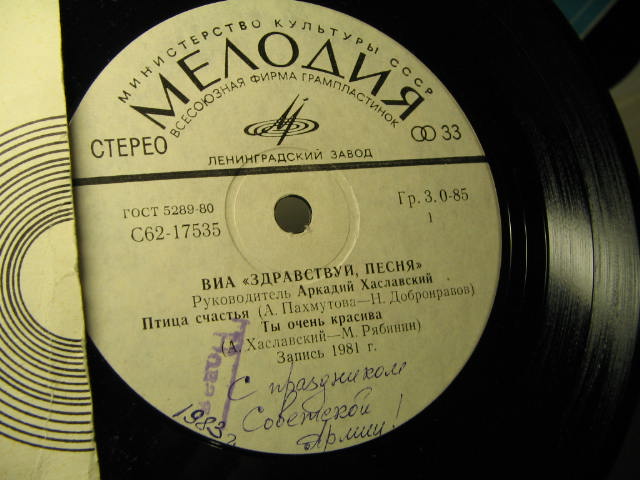 МИНИСТЕРСТВО КУЛЬТУРЫ СССР
МЕЛОДИЯ
ВСЕСОЮЗНАЯ ФИРМА ГРАМПЛАСТИНОК
СТЕРЕО
33
ЛЕНИНГРАДСКИЙ ЗАВОД
ГОСТ 5289-80
Гр. 3. 0-85
С62-17535
1
ВИА «ЗДРАВСТВУЙ, ПЕСНЯ»
Руководитель Аркадий Хаславский
Птица счастья (А. Пахмутова—Н. Добронравов)
Ты очень красива
(А. Хаславский—М. Рябинин)
Запись 1981 г.
С праздником
Советской
Армии!
1983 г